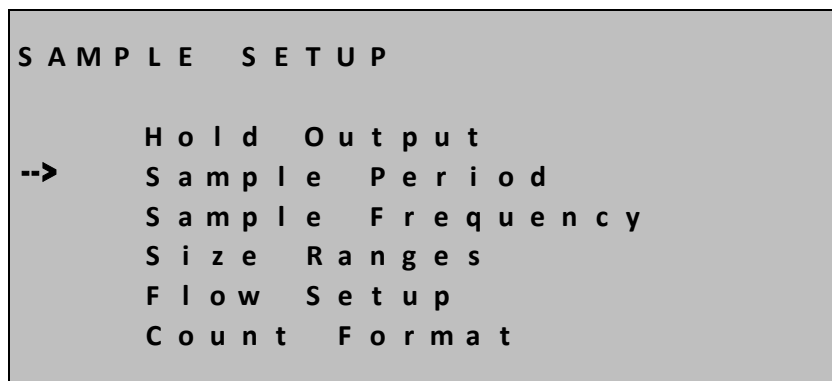 SAMPLE SETUP
Hold Output
--> Sample Period
Sample Frequency
Size Ranges
Flow Setup
Count Format